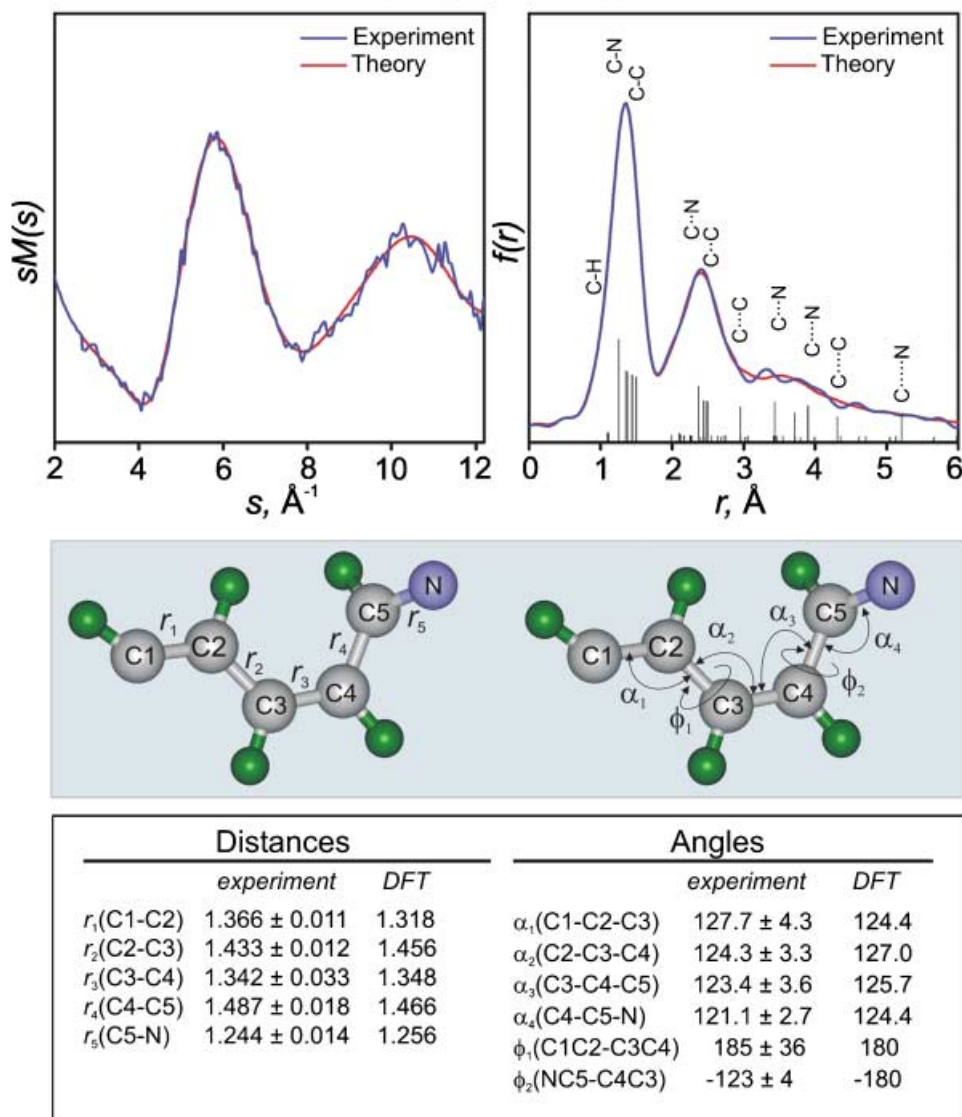 Experiment
Theory
sM(s)
2 4 6 8 10 12
s, Å⁻¹
Experiment
Theory
f(r)
C-H
C-N
C-C
C··N
C··C
C···C
C····N
C·····N
C······C
C·······N
0 1 2 3 4 5 6
r, Å
C1 r₁ C2 r₂ C3 r₃ C4 r₄ C5 r₅ N
C1 C2 C3 C4 C5 N α₁ α₂ α₃ α₄ ϕ₁ ϕ₂
Distances
experiment DFT
r₁(C1-C2) 1.366 ± 0.011 1.318
r₂(C2-C3) 1.433 ± 0.012 1.456
r₃(C3-C4) 1.342 ± 0.033 1.348
r₄(C4-C5) 1.487 ± 0.018 1.466
r₅(C5-N) 1.244 ± 0.014 1.256
Angles
experiment DFT
α₁(C1-C2-C3) 127.7 ± 4.3 124.4
α₂(C2-C3-C4) 124.3 ± 3.3 127.0
α₃(C3-C4-C5) 123.4 ± 3.6 125.7
α₄(C4-C5-N) 121.1 ± 2.7 124.4
ϕ₁(C1C2-C3C4) 185 ± 36 180
ϕ₂(NC5-C4C3) -123 ± 4 -180